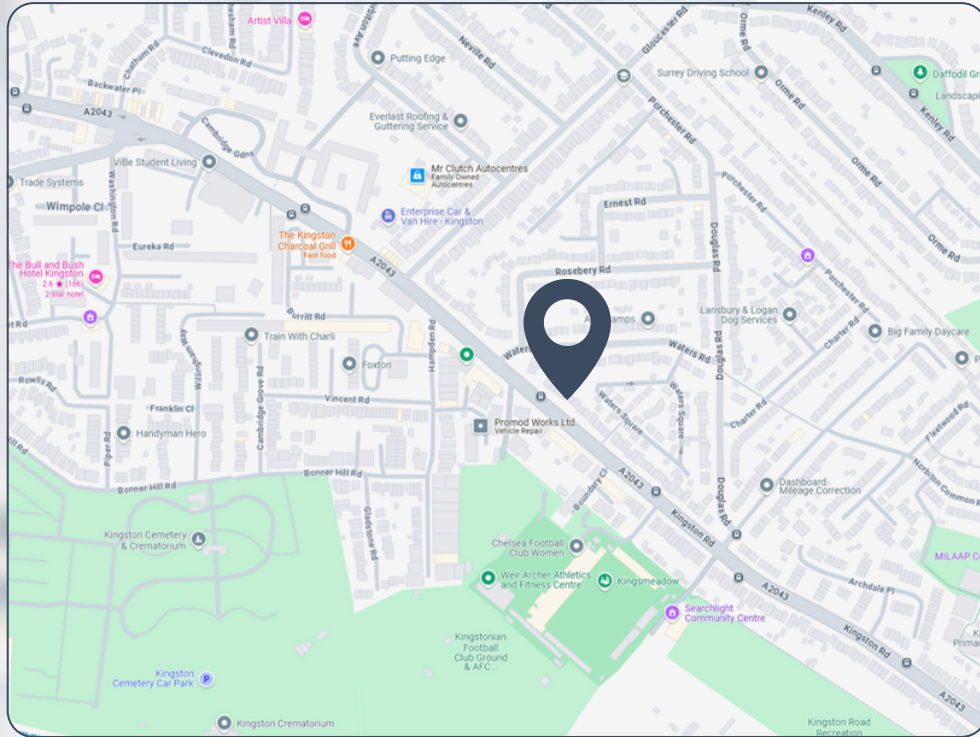 Artist Villa
Chatham Rd
Clevedon Rd
Backwater Pl
Putting Edge
Neville Rd
Gloucester Rd
Orme Rd
Kenley Rd
Surrey Driving School
Orme Rd
Kenley Rd
A2043
Cambridge Gdns
Everlast Roofing &
Guttering Service
Porchester Rd
ViBe Student Living
Mr Clutch Autocentres
Family Owned
Autocentres
Orme Rd
Trade Systems
Washington Rd
Wimpole Cl
Enterprise Car &
Van Hire - Kingston
Ernest Rd
Porchester Rd
The Kingston
Charcoal Grill
Fast food
Eureka Rd
A2043
Douglas Rd
Orme Rd
The Bull and Bush
Hotel Kingston
2.6 ★ (166)
2-star hotel
Rosebery Rd
Porchester Rd
Burritt Rd
Hampden Rd
Lansbury & Logan
Dog Services
Charter Rd
Big Family Daycare
Train With Charli
Foxton
Waters Rd
Douglas Rd
Vincent Rd
Franklin Cl
Cambridge Grove Rd
Handyman Hero
Piper Rd
Promod Works Ltd
Vehicle Repair
Waters Square
Waters Square
Charter Rd
Fleetwood Rd
Bonner Hill Rd
Bonner Hill Rd
Gladstone Rd
Boundary Cl
A2043
Douglas Rd
Dashboard
Mileage Correction
Kingston Rd
Kingston Cemetery
& Crematorium
Chelsea Football
Club Women
Weir Archer Athletics
and Fitness Centre
Kingsmeadow
A2043
Archdale Pl
Searchlight
Community Centre
Kingstonian
Football
Club Ground
& AFC...
Kingston Rd
Kingston
Cemetery Car Park
A2043
Kingston Crematorium
Kingston Road
Recreation